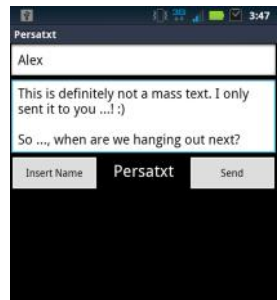 3:47
Persatxt
Alex
This is definitely not a mass text. I only
sent it to you ...! :)
So ..., when are we hanging out next?
Insert Name Persatxt Send